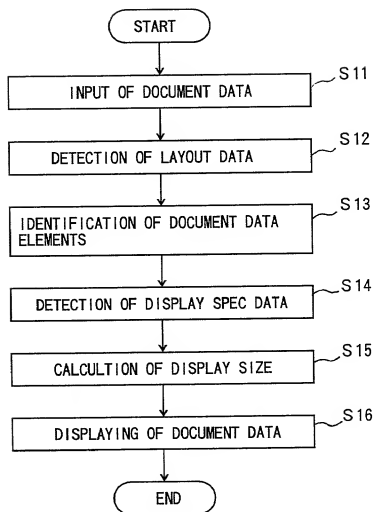 START
S11
INPUT OF DOCUMENT DATA
S12
DETECTION OF LAYOUT DATA
S13
IDENTIFICATION OF DOCUMENT DATA
ELEMENTS
S14
DETECTION OF DISPLAY SPEC DATA
S15
CALCULTION OF DISPLAY SIZE
S16
DISPLAYING OF DOCUMENT DATA
END